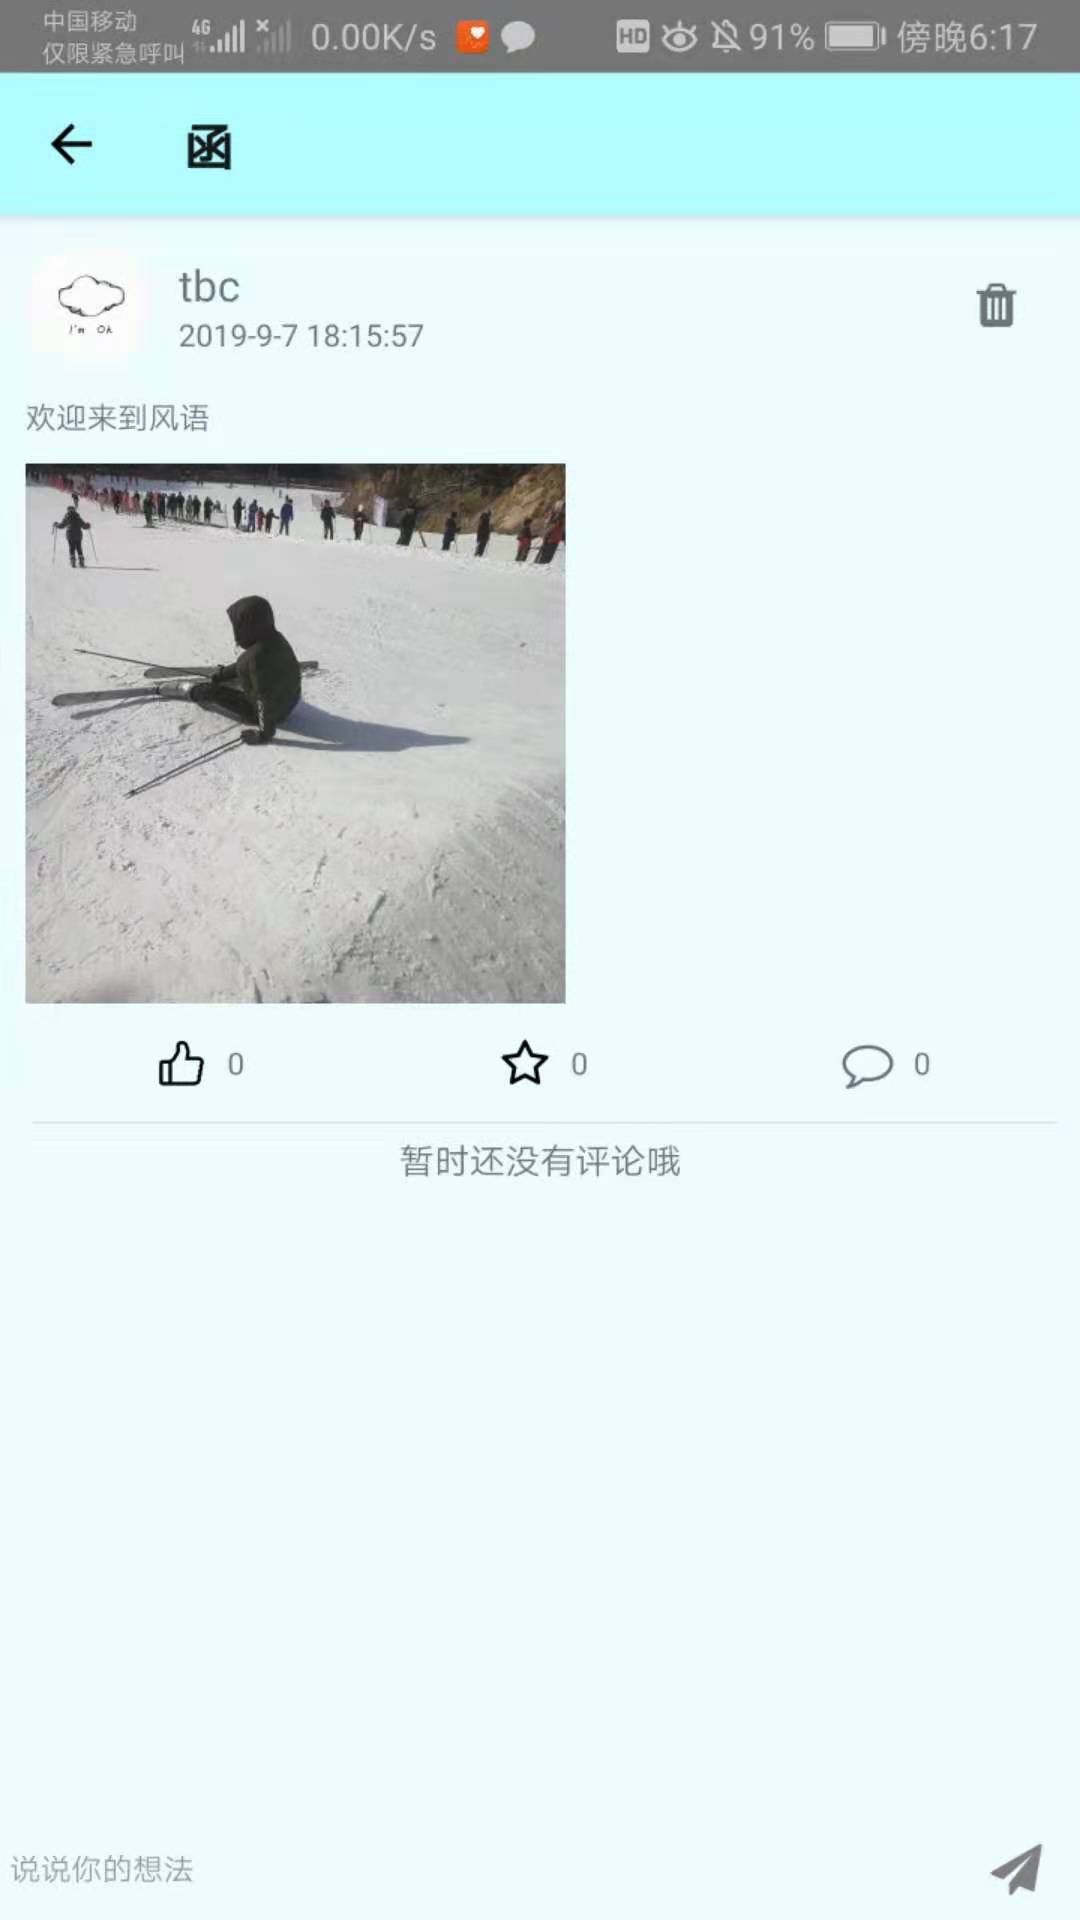 中国移动
仅限紧急呼叫
4G
0.00K/s
HD
91%
傍晚6:17
函
tbc
I'm Ok
2019-9-7 18:15:57
欢迎来到风语
0
0
0
暂时还没有评论哦
说说你的想法